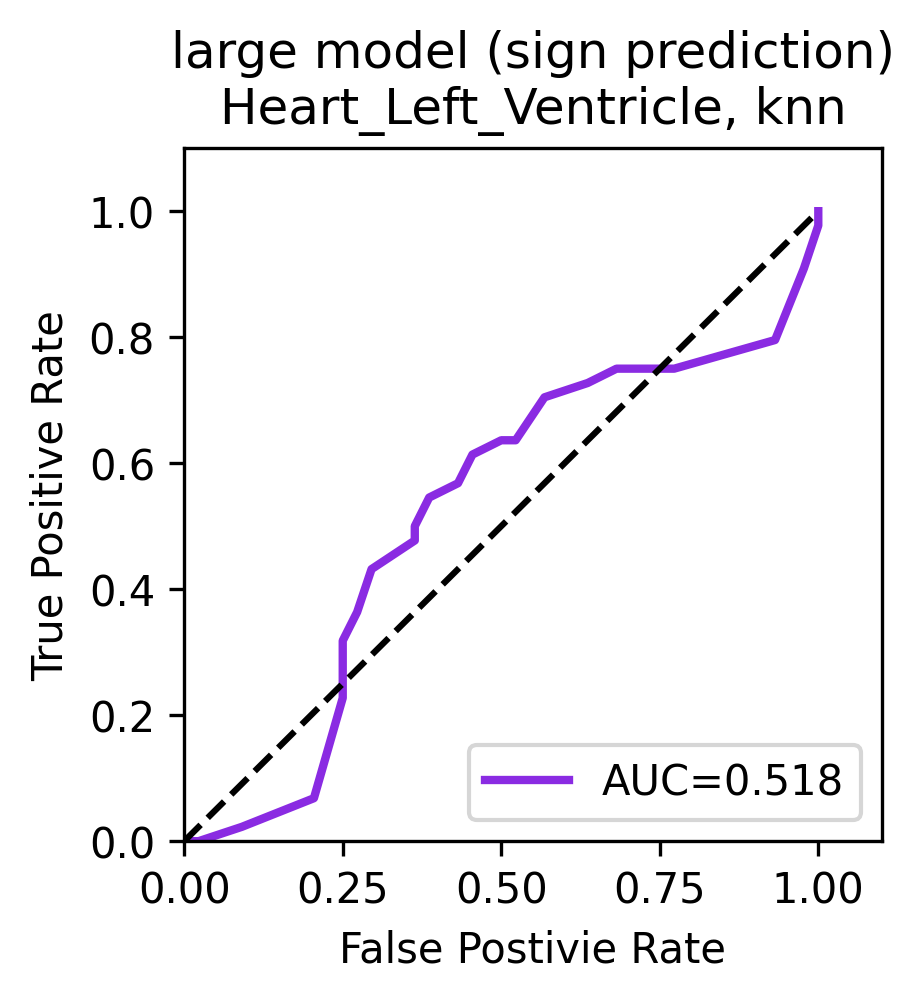 large model (sign prediction)
Heart_Left_Ventricle, knn
True Positive Rate
1.0
0.8
0.6
0.4
0.2
0.0
AUC=0.518
0.00 0.25 0.50 0.75 1.00
False Postivie Rate